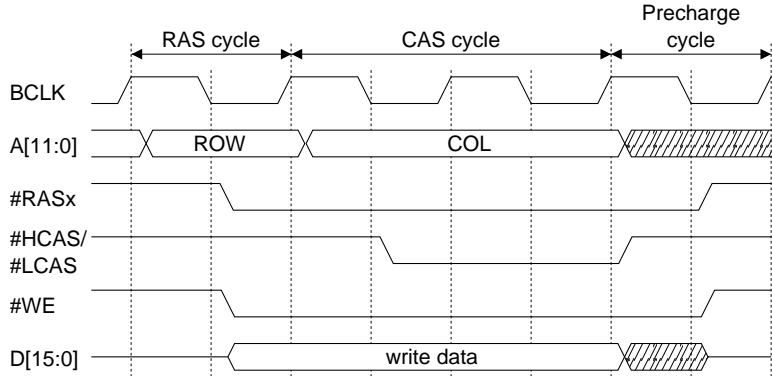 Precharge
RAS cycle CAS cycle cycle
BCLK
A[11:0] ROW COL
#RASx
#HCAS/
#LCAS
#WE
D[15:0] write data